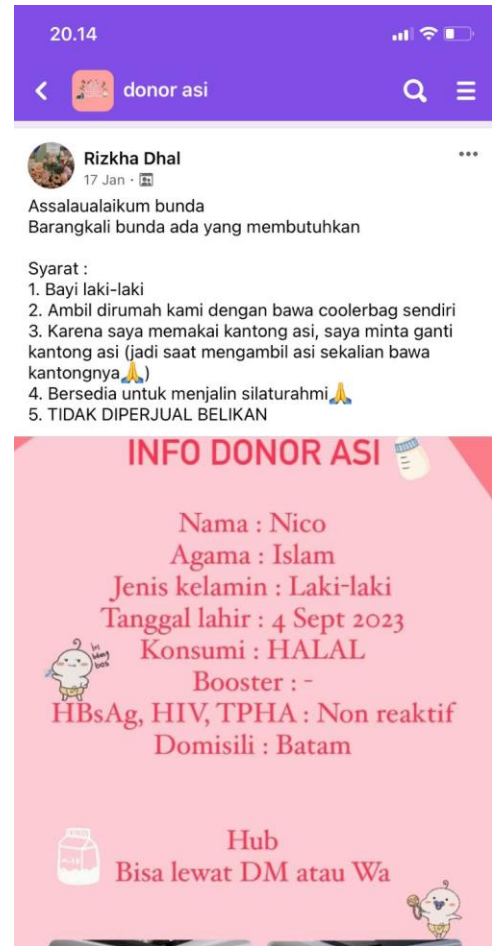 20.14
donor asi
Rizkha Dhal
17 Jan
Assalaualaikum bunda
Barangkali bunda ada yang membutuhkan
Syarat :
1. Bayi laki-laki
2. Ambil dirumah kami dengan bawa coolerbag sendiri
3. Karena saya memakai kantong asi, saya minta ganti
kantong asi (jadi saat mengambil asi sekalian bawa
kantongnya🙏)
4. Bersedia untuk menjalin silaturahmi🙏
5. TIDAK DIPERJUAL BELIKAN
INFO DONOR ASI
Nama : Nico
Agama : Islam
Jenis kelamin : Laki-laki
Tanggal lahir : 4 Sept 2023
Konsumi : HALAL
Booster : -
HBsAg, HIV, TPHA : Non reaktif
Domisili : Batam
Hub
Bisa lewat DM atau Wa